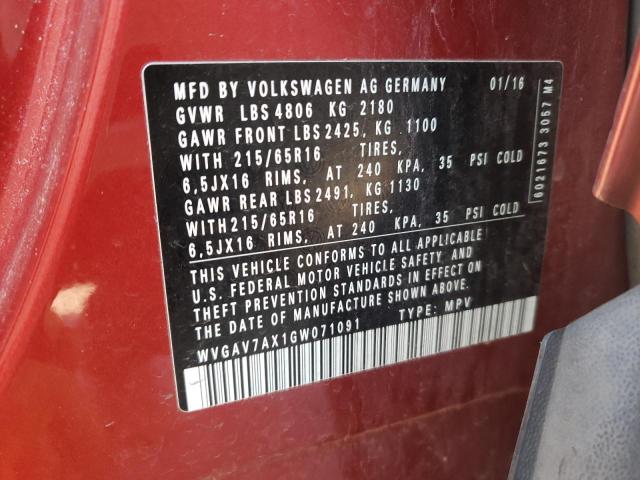 MFD BY VOLKSWAGEN AG GERMANY 01/16
GVWR LBS 4806 KG 2180
GAWR FRONT LBS 2425, KG 1100
WITH 215/65R16 TIRES,
6,5JX16 RIMS, AT 240 KPA, 35 PSI COLD
GAWR REAR LBS 2491, KG 1130
WITH 215/65R16 TIRES,
6,5JX16 RIMS, AT 240 KPA, 35 PSI COLD
THIS VEHICLE CONFORMS TO ALL APPLICABLE
U.S. FEDERAL MOTOR VEHICLE SAFETY AND
THEFT PREVENTION STANDARDS IN EFFECT ON
THE DATE OF MANUFACTURE SHOWN ABOVE.
WVGAV7AX1GW071091 TYPE: MPV
6021673 3057 M4